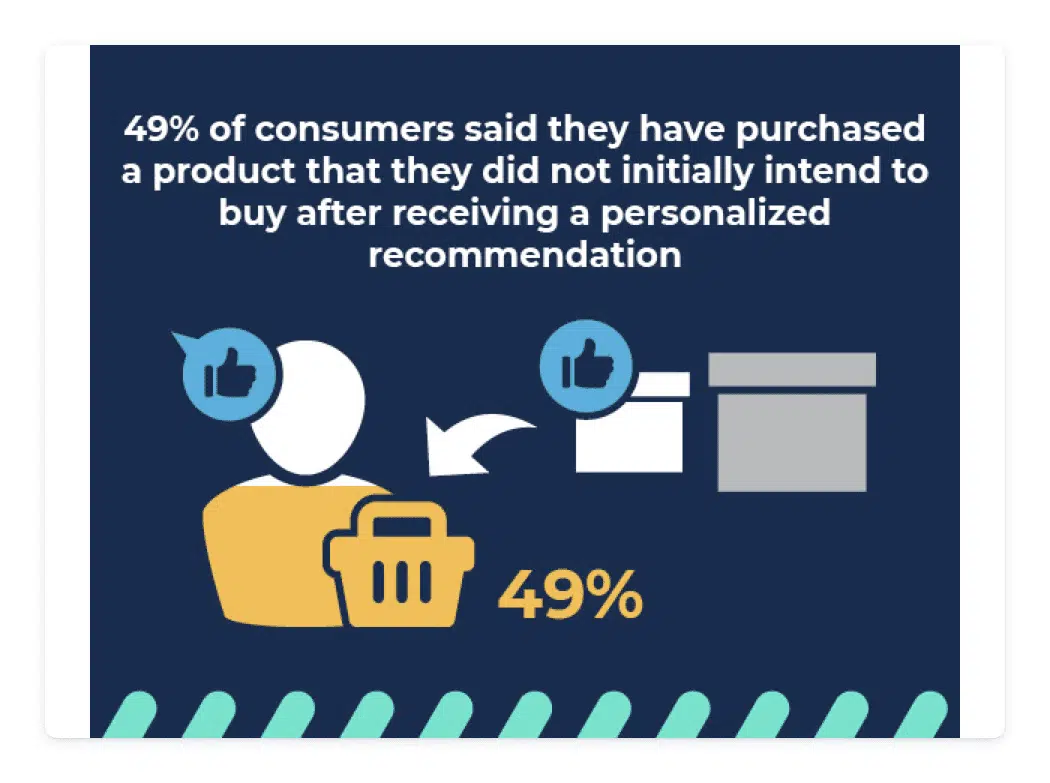 49% of consumers said they have purchased
a product that they did not initially intend to
buy after receiving a personalized
recommendation
49%